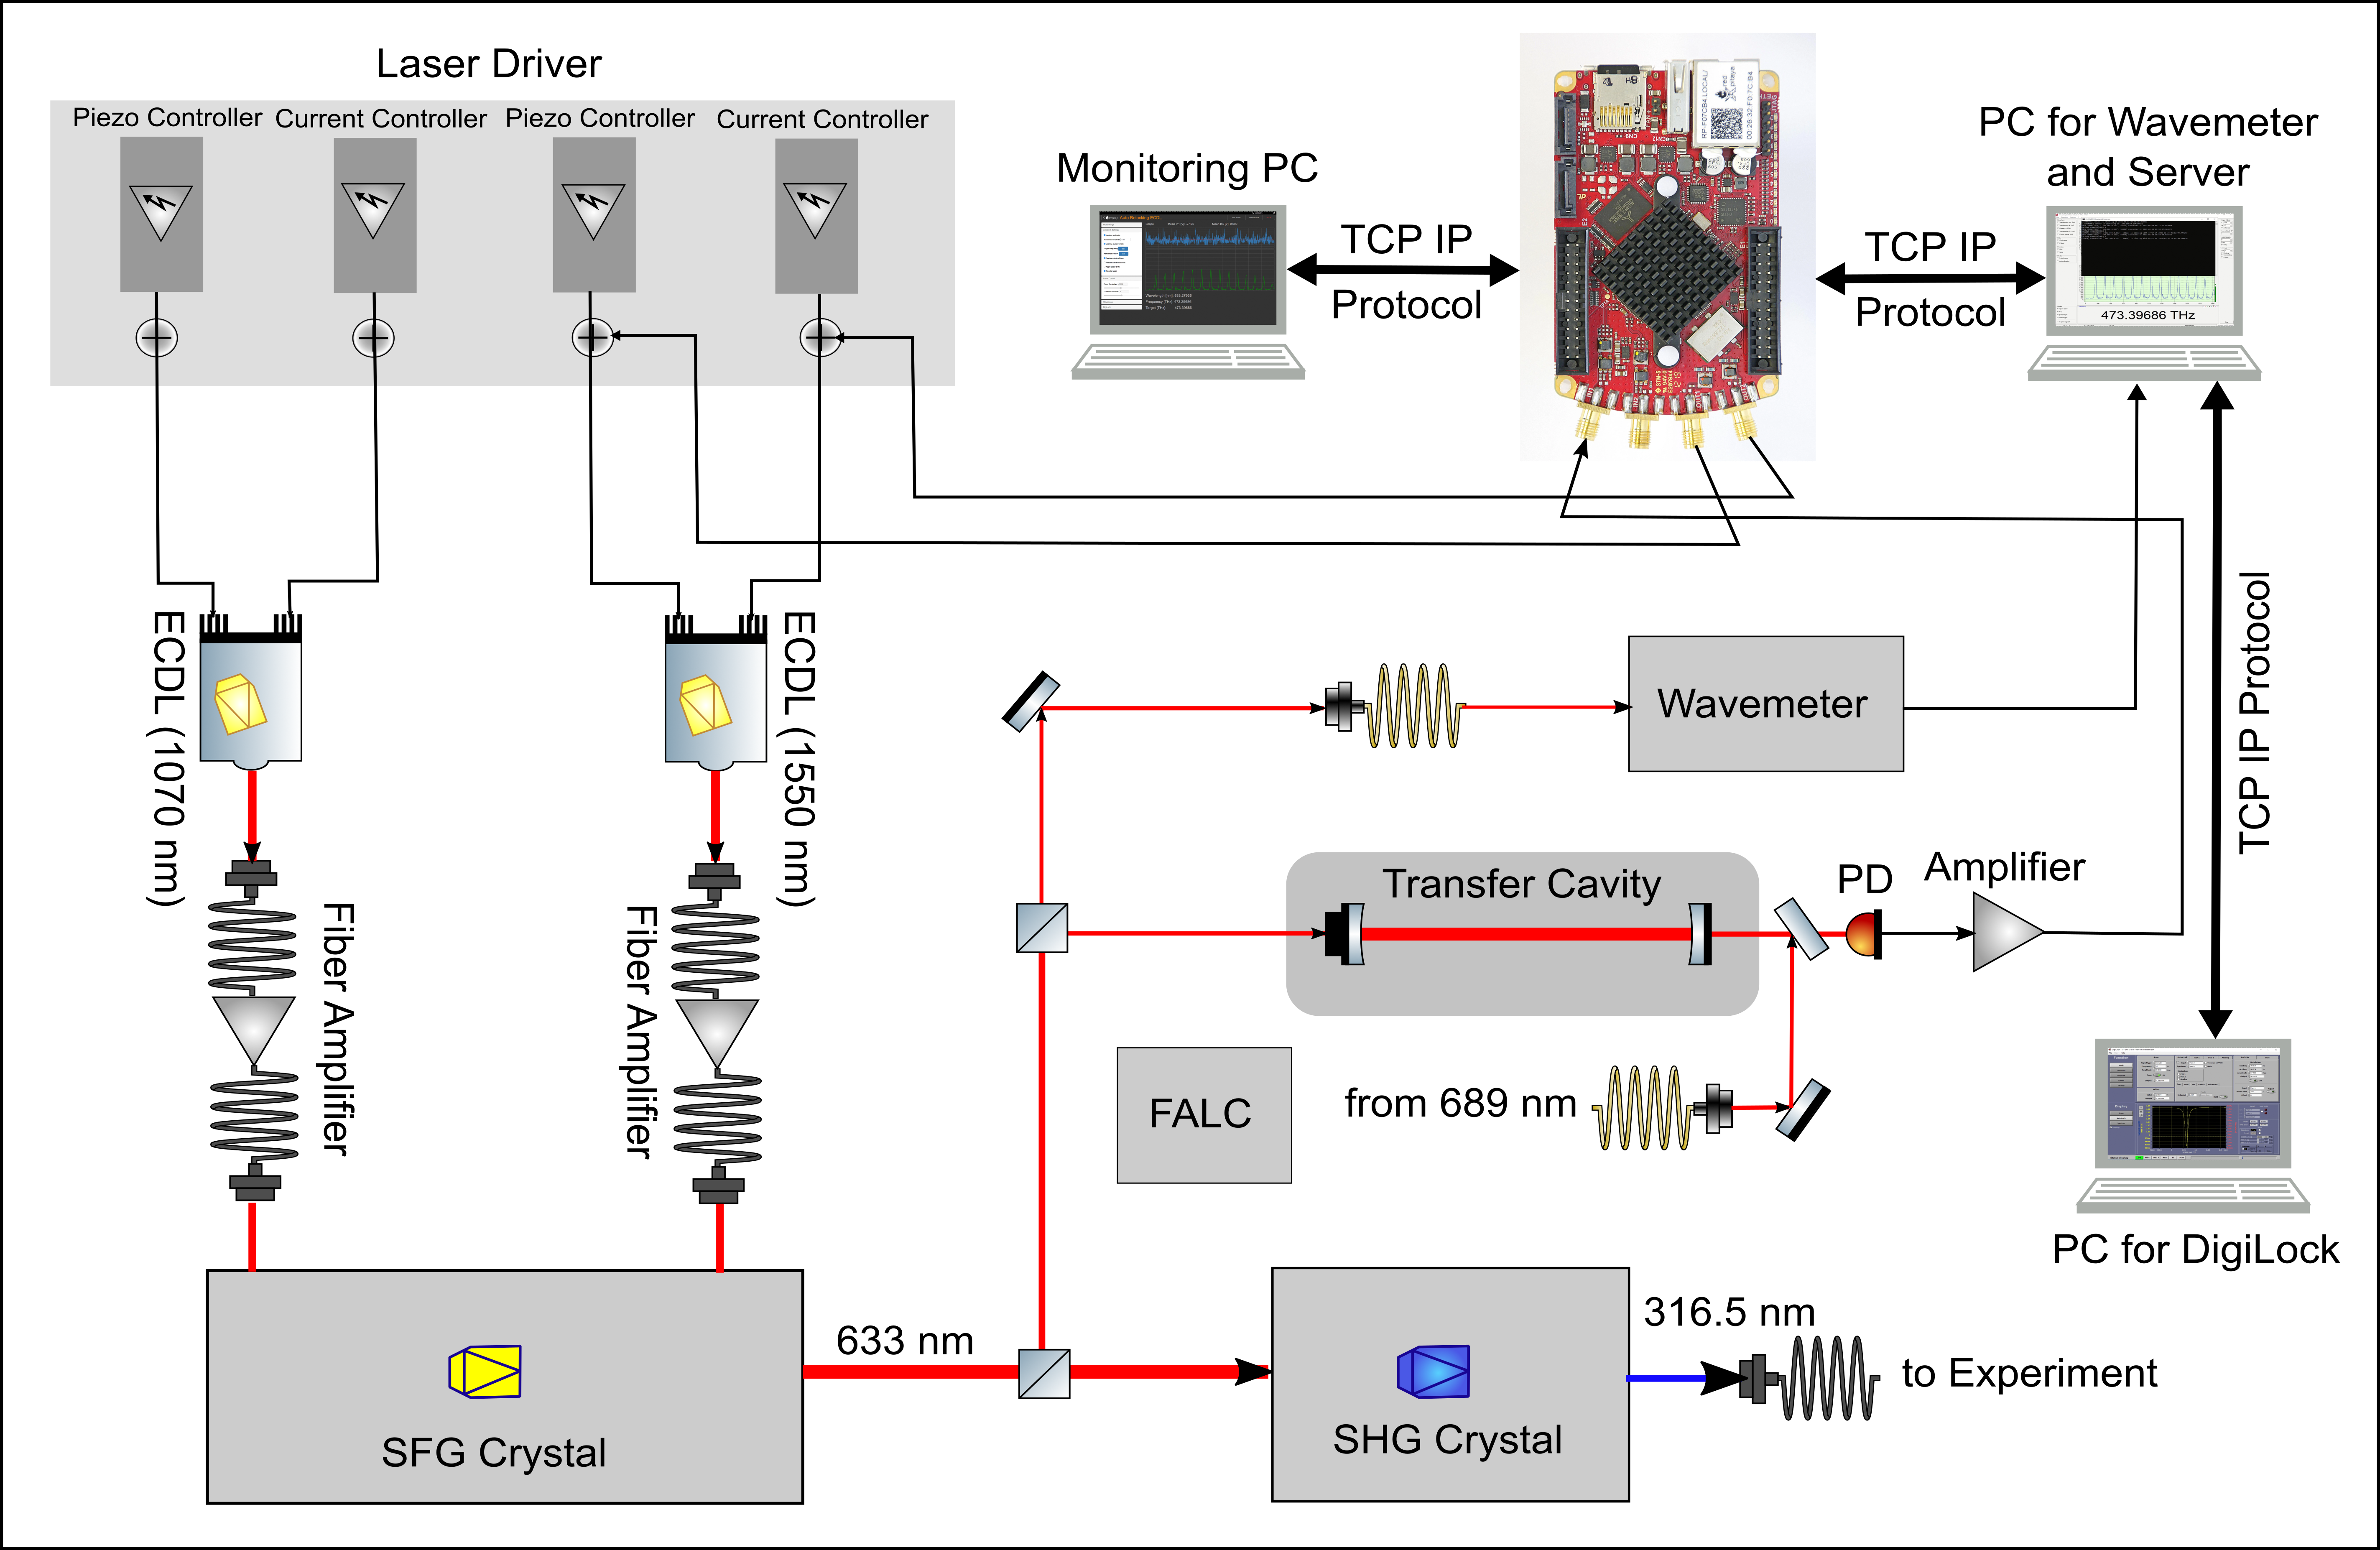 Laser Driver
Piezo Controller
Current Controller
Piezo Controller
Current Controller
Monitoring PC
TCP IP
Protocol
TCP IP
Protocol
PC for Wavemeter
and Server
473.39686 THz
ECDL (1070 nm)
ECDL (1550 nm)
Wavemeter
TCP IP Protocol
Transfer Cavity
PD
Amplifier
Fiber Amplifier
Fiber Amplifier
FALC
from 689 nm
PC for DigiLock
633 nm
316.5 nm
to Experiment
SFG Crystal
SHG Crystal